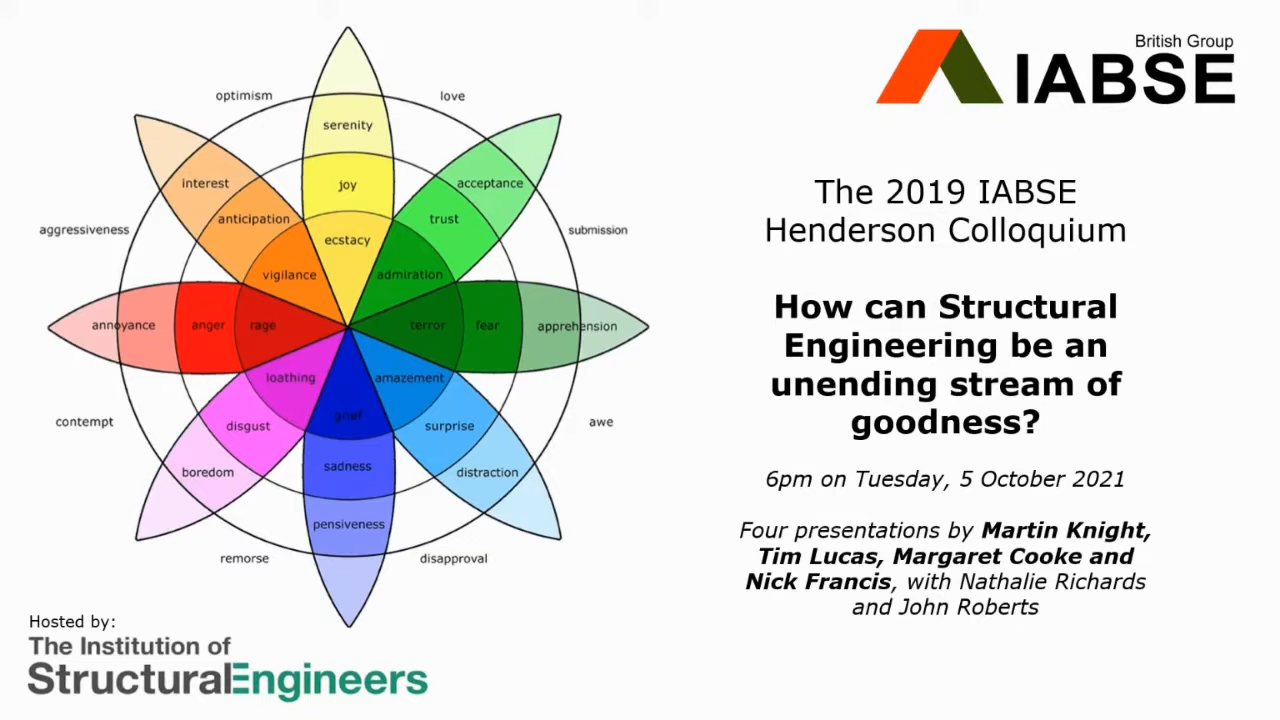 optimism
love
serenity
interest
joy
acceptance
anticipation
trust
aggressiveness
ecstacy
submission
vigilance
admiration
annoyance
anger
rage
terror
fear
apprehension
loathing
amazement
contempt
grief
awe
disgust
surprise
boredom
sadness
distraction
pensiveness
remorse
disapproval
Hosted by:
The Institution of
StructuralEngineers
British Group
IABSE
The 2019 IABSE
Henderson Colloquium
How can Structural
Engineering be an
unending stream of
goodness?
6pm on Tuesday, 5 October 2021
Four presentations by Martin Knight,
Tim Lucas, Margaret Cooke and
Nick Francis, with Nathalie Richards
and John Roberts